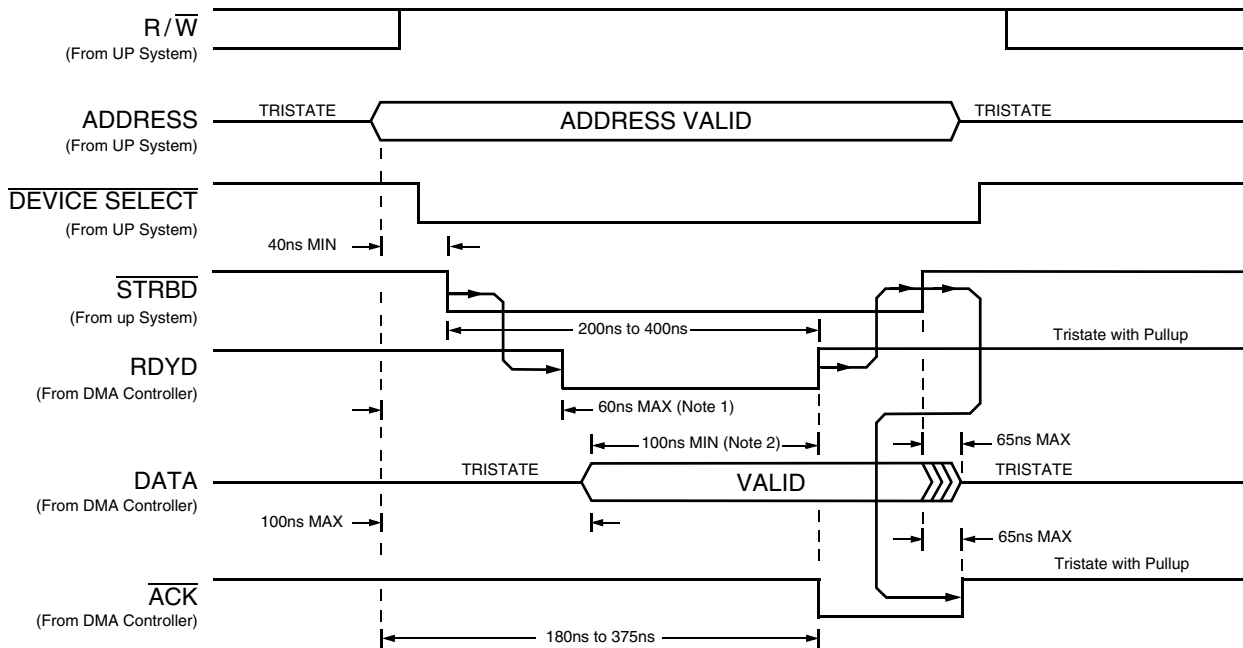 R/W̅
(From UP System)
TRISTATE
ADDRESS VALID
TRISTATE
ADDRESS
(From UP System)
DEVICE SELECT
(From UP System)
40ns MIN
STRBD
(From up System)
200ns to 400ns
Tristate with Pullup
RDYD
(From DMA Controller)
60ns MAX (Note 1)
100ns MIN (Note 2)
65ns MAX
TRISTATE
VALID
TRISTATE
DATA
(From DMA Controller)
100ns MAX
65ns MAX
Tristate with Pullup
ACK
(From DMA Controller)
180ns to 375ns